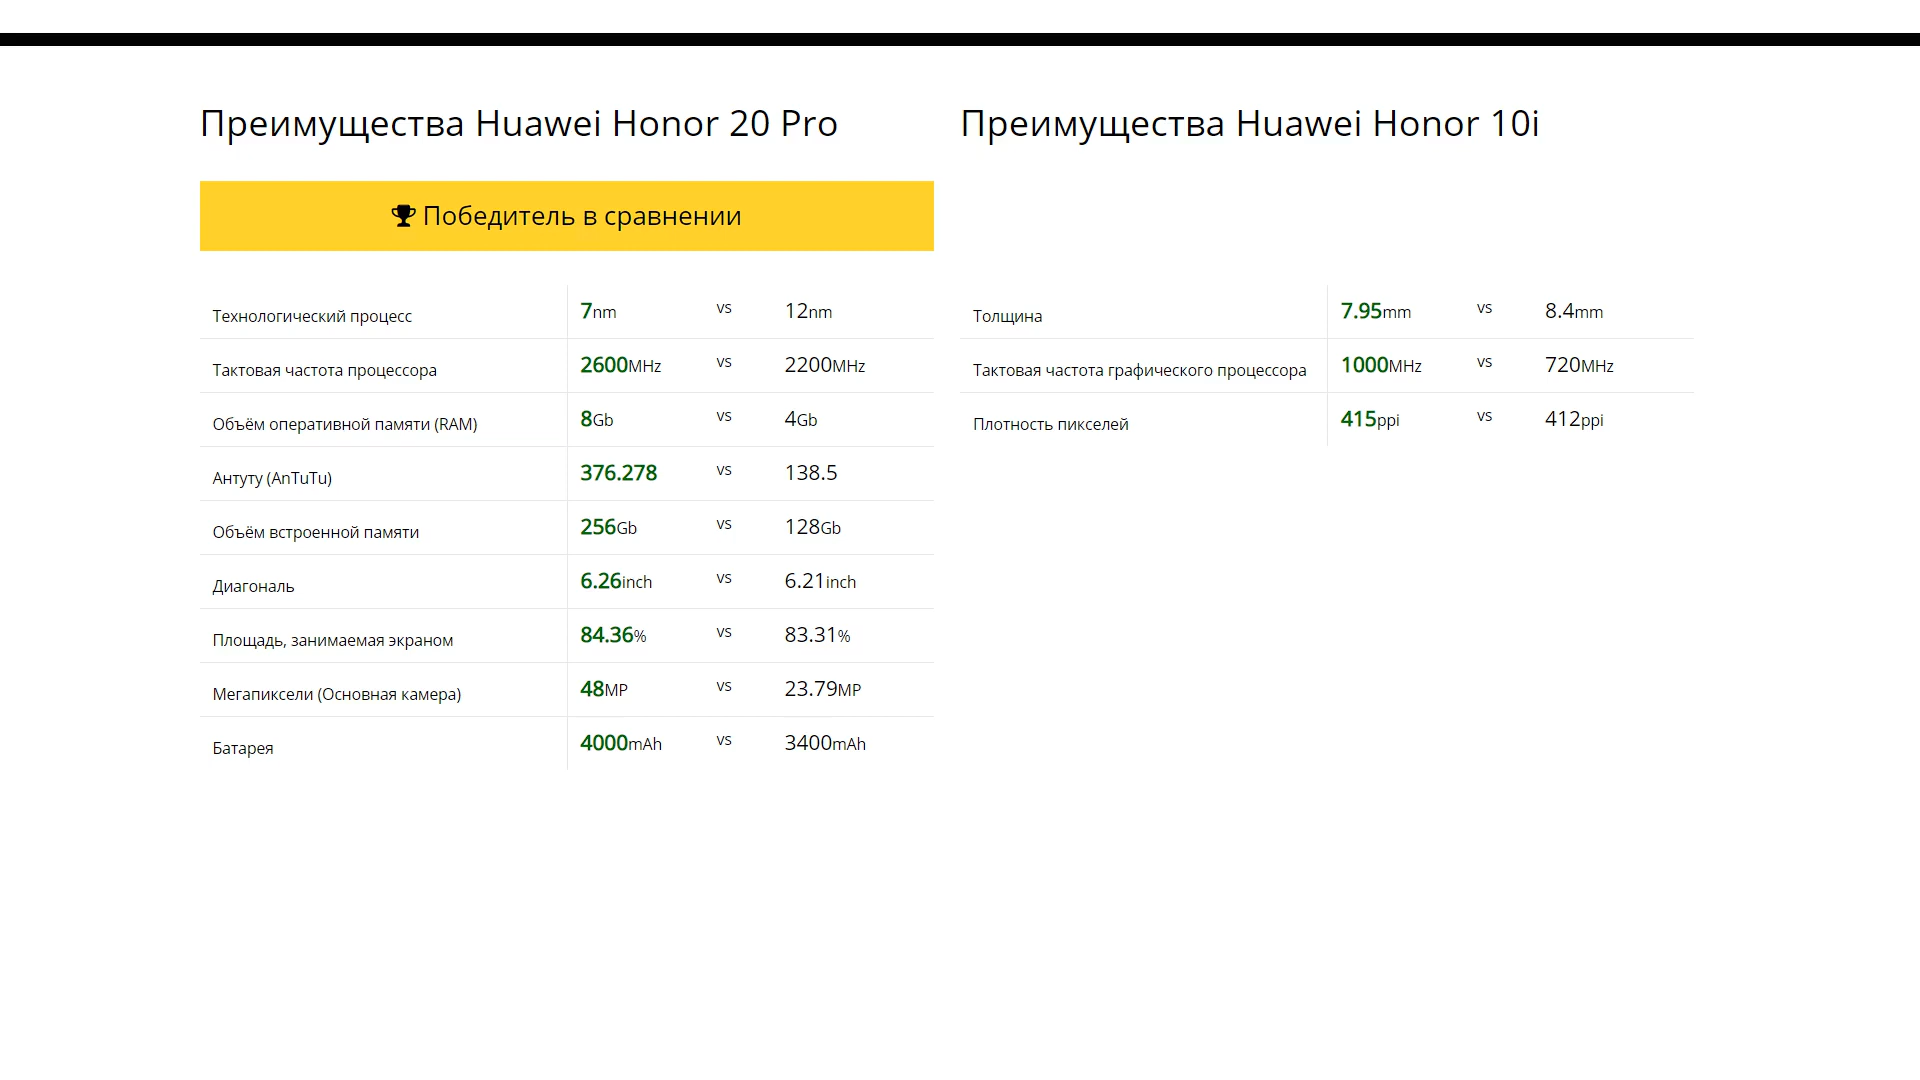 Преимущества Huawei Honor 20 Pro
Победитель в сравнении
Технологический процесс 7nm vs 12nm
Тактовая частота процессора 2600MHz vs 2200MHz
Объём оперативной памяти (RAM) 8Gb vs 4Gb
Антуту (AnTuTu) 376.278 vs 138.5
Объём встроенной памяти 256Gb vs 128Gb
Диагональ 6.26inch vs 6.21inch
Площадь, занимаемая экраном 84.36% vs 83.31%
Мегапиксели (Основная камера) 48MP vs 23.79MP
Батарея 4000mAh vs 3400mAh
Преимущества Huawei Honor 10i
Толщина 7.95mm vs 8.4mm
Тактовая частота графического процессора 1000MHz vs 720MHz
Плотность пикселей 415ppi vs 412ppi